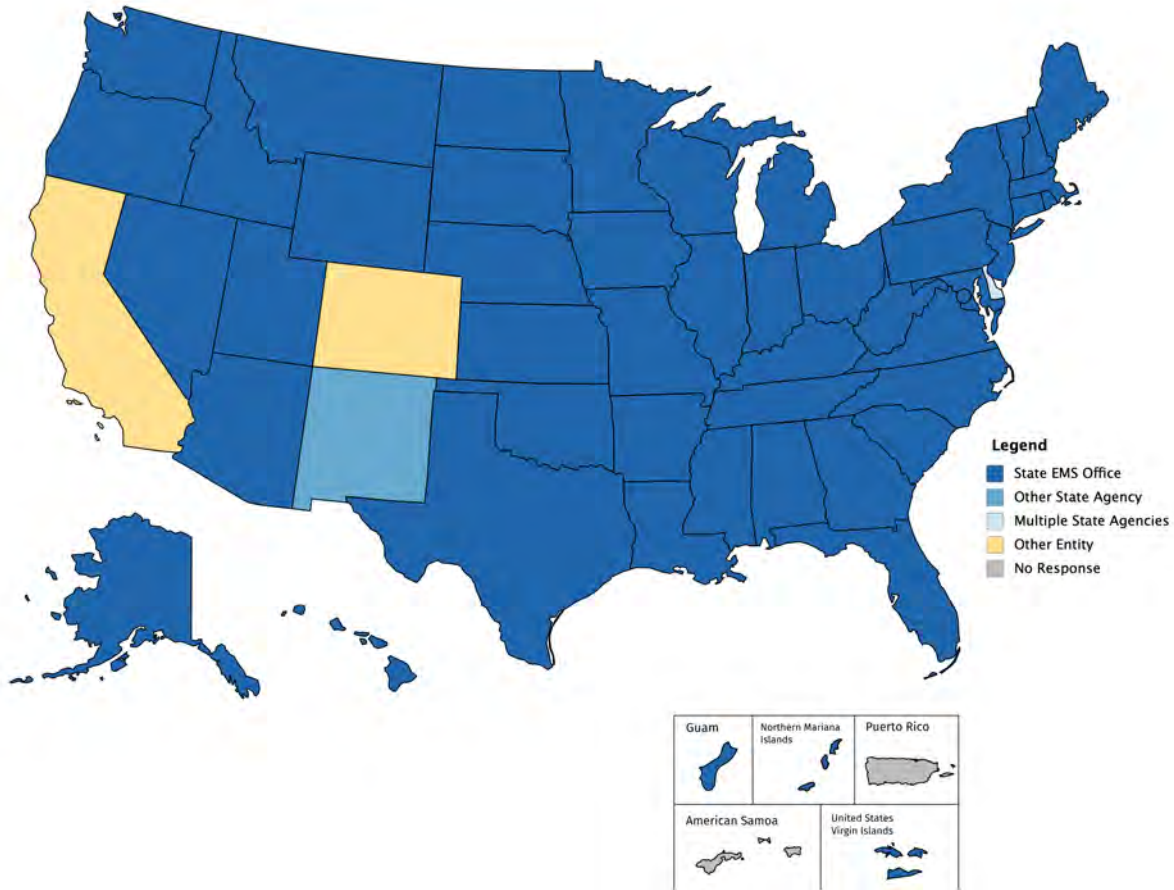 Legend
State EMS Office
Other State Agency
Multiple State Agencies
Other Entity
No Response
Guam
Northern Mariana
Islands
Puerto Rico
American Samoa
United States
Virgin Islands